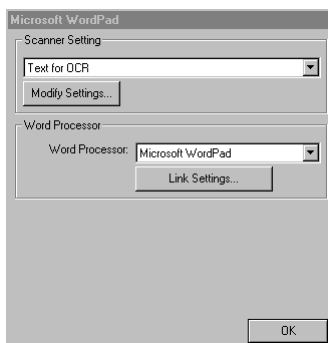 Microsoft WordPad
Scanner Setting
Text for OCR
Modify Settings...
Word Processor
Word Processor: Microsoft WordPad
Link Settings...
OK